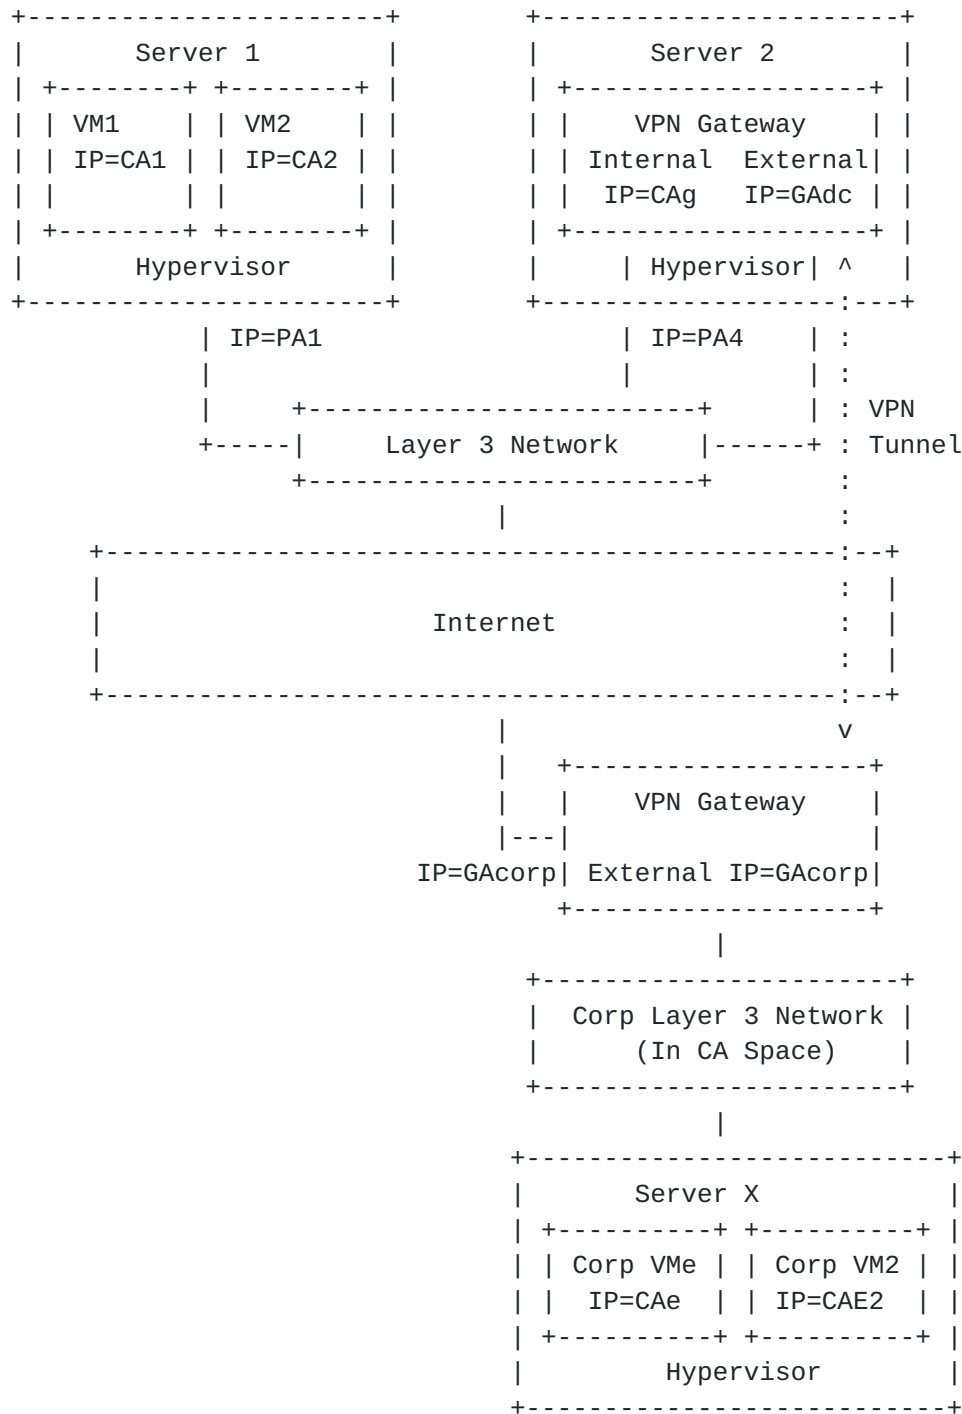 +-----------------------+        +-----------------------+
|       Server 1        |        |       Server 2        |
| +--------+ +--------+ |        | +-------------------+ |
| | VM1    | | VM2    | |        | |    VPN Gateway    | |
| | IP=CA1 | | IP=CA2 | |        | | Internal  External| |
| |        | |        | |        | |  IP=CAg   IP=GAdc | |
| +--------+ +--------+ |        | +-------------------+ |
|       Hypervisor      |        |     | Hypervisor| ^   |
+-----------------------+        +-------------------:---+
            | IP=PA1                   | IP=PA4    | :
            |                          |           | :
            |     +-------------------------+      | : VPN
            +-----|     Layer 3 Network     |------+ : Tunnel
                  +-------------------------+        :
                               |                     :
     +-----------------------------------------------:--+
     |                                               :  |
     |                     Internet                  :  |
     |                                               :  |
     +-----------------------------------------------:--+
                               |                     v
                               |   +-------------------+
                               |   |    VPN Gateway    |
                               |---|                   |
                          IP=GAcorp| External IP=GAcorp|
                                   +-------------------+
                                             |
                                 +-----------------------+
                                 |  Corp Layer 3 Network |
                                 |      (In CA Space)    |
                                 +-----------------------+
                                             |
                                +---------------------------+
                                |       Server X            |
                                | +----------+ +----------+ |
                                | | Corp VMe | | Corp VM2 | |
                                | |  IP=CAe  | | IP=CAE2  | |
                                | +----------+ +----------+ |
                                |         Hypervisor        |
                                +---------------------------+